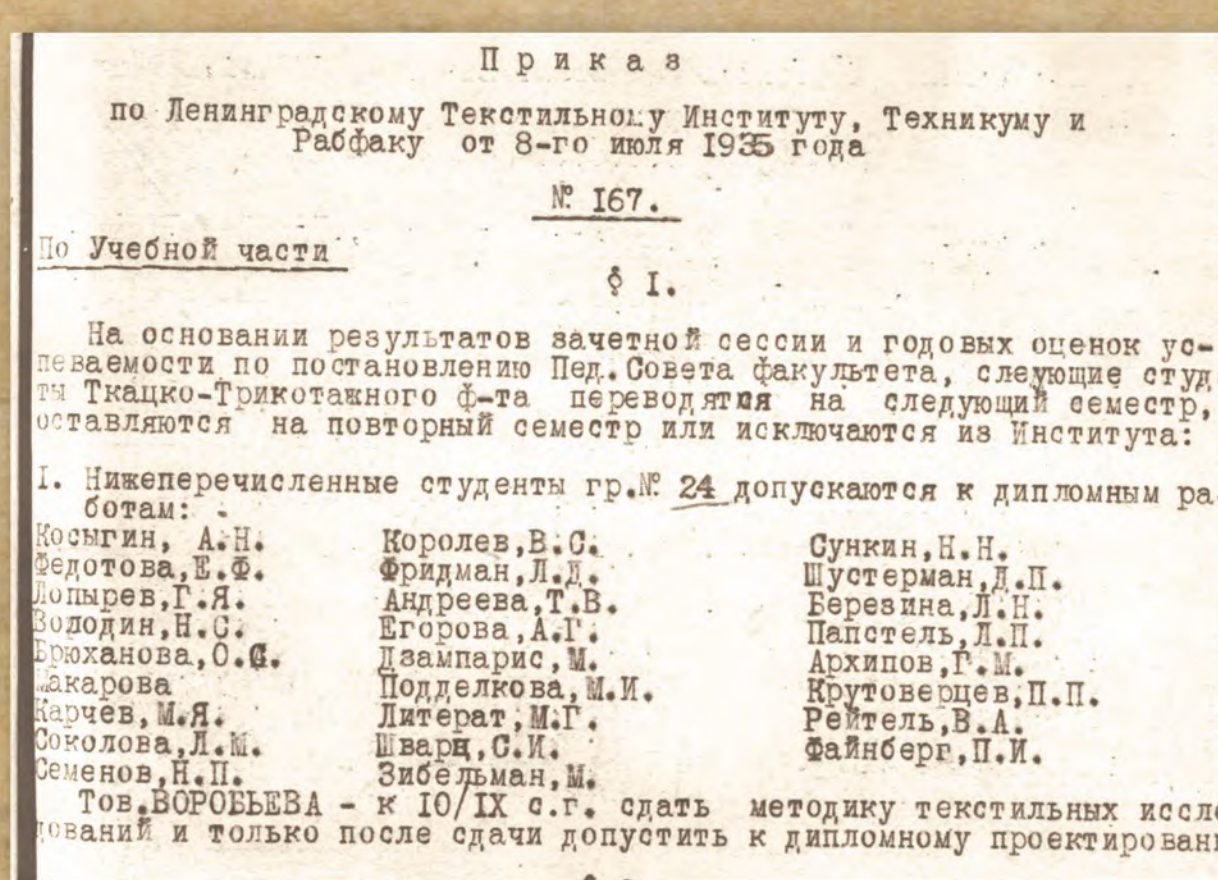 Приказ
по Ленинградскому Текстильному Институту, Техникуму и
Рабфаку от 8-го июля 1935 года
№ 167.
По Учебной части
§ I.
На основании результатов зачетной сессии и годовых оценок ус-
певаемости по постановлению Пед.Совета факультета, слеующие студ
ты Ткацко-Трикотажного ф-та переводятся на следующий семестр,
оставляются на повторный семестр или исключаются из Института:
I. Нижеперечисленные студенты гр.№ 24 допускаются к дипломным ра-
ботам:
Косыгин, А.Н. Королев,В.С. Сункин,Н.Н.
Федотова,Е.Ф. Фридман,Л.Д. Шустерман,Д.П.
Лопырев,Г.Я. Андреева,Т.В. Березина,Л.Н.
Володин,Н.С. Егорова,А.Г. Папстель,Л.П.
Брюханова,О.С. Дзампарис,М. Архипов,Г.М.
Макарова Подделкова,М.И. Крутоверцев,П.П.
Карчев,М.Я. Литерат,М.Г. Рейтель,В.А.
Соколова,Л.М. Шварц,С.И. Файнберг,П.И.
Семенов,Н.П. Зибельман,М.
Тов.ВОРОБЬЕВА - к IO/IX с.г. сдать методику текстильных иссле
дований и только после сдачи допустить к дипломному проектировани